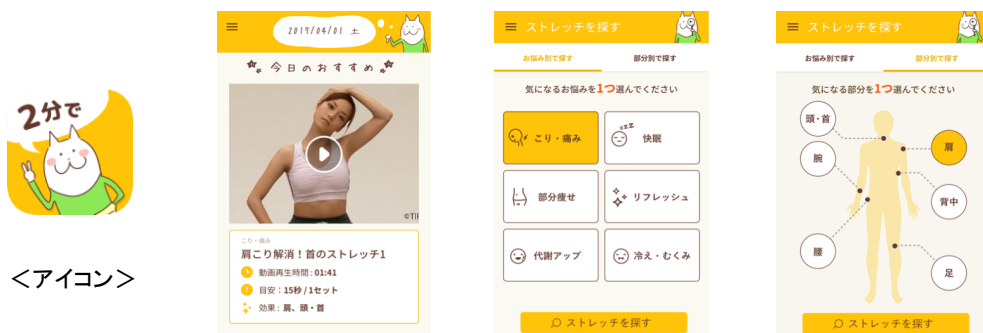 2分で
<アイコン>
2017/04/01 土
今日のおすすめ
©TI
こり・痛み
肩こり解消!首のストレッチ1
動画再生時間 : 01:41
目安 : 15秒 / 1セット
効果 : 肩、頭・首
ストレッチを探す
お悩み別で探す
部分別で探す
気になるお悩みを1つ選んでください
こり・痛み
快眠
zzz
部分痩せ
リフレッシュ
代謝アップ
冷え・むくみ
ストレッチを探す
ストレッチを探す
お悩み別で探す
部分別で探す
気になる部分を1つ選んでください
頭・首
肩
腕
背中
腰
足
ストレッチを探す